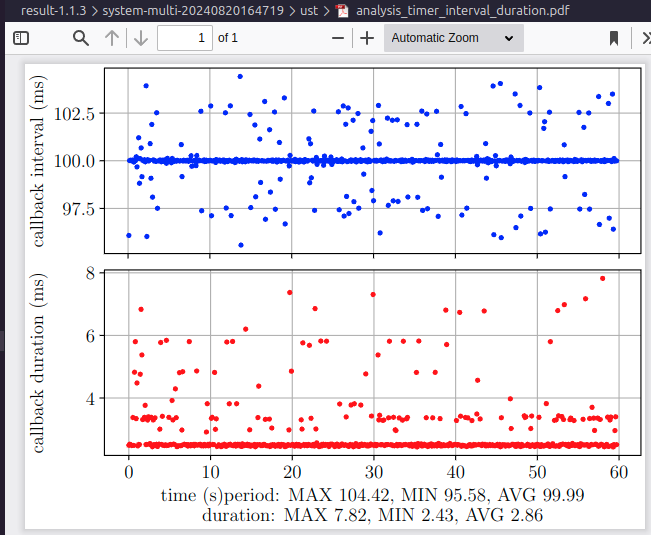 result-1.1.3 > system-multi-20240820164719 > ust > analysis_timer_interval_duration.pdf
1 of 1 Automatic Zoom
callback interval (ms)
102.5
100.0
97.5
callback duration (ms)
8
6
4
0 10 20 30 40 50 60
time (s)period: MAX 104.42, MIN 95.58, AVG 99.99
duration: MAX 7.82, MIN 2.43, AVG 2.86